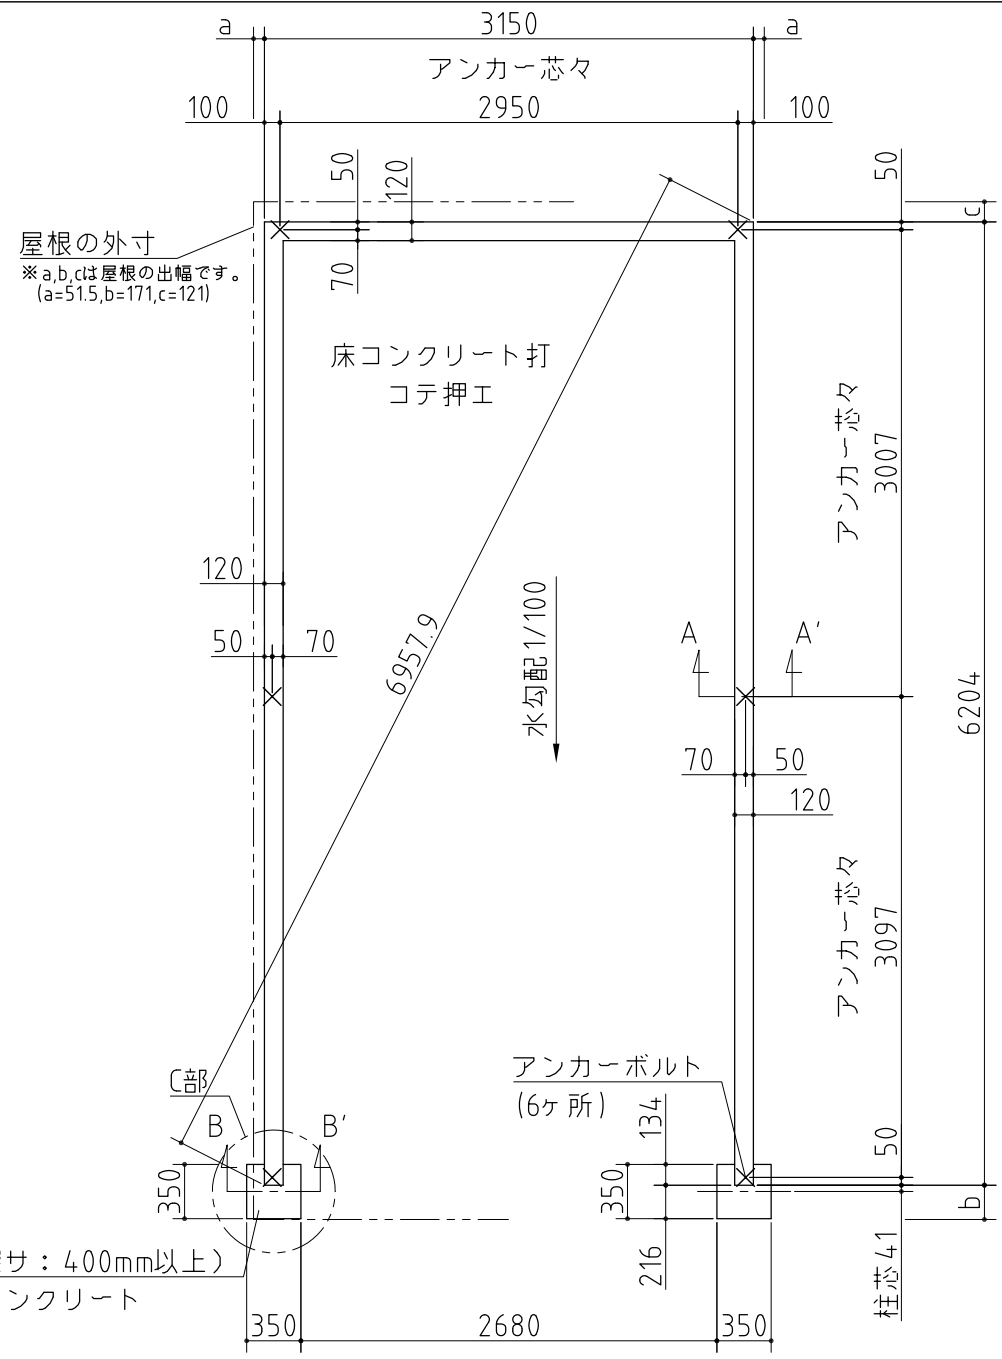 a
3150
a
アンカー芯々
100
2950
100
50
120
50
c
屋根の外寸
※a,b,cは屋根の出幅です。
(a=51.5,b=171,c=121)
70
床コンクリート打
コテ押エ
アンカー芯々
3007
120
50
70
6957.9
水勾配1/100
A
A'
6204
70
50
120
アンカー芯々
3097
C部
アンカーボルト
(6ヶ所)
B
B'
134
50
350
350
b
216
柱芯41
サ：400mm以上)
ンクリート
350
2680
350